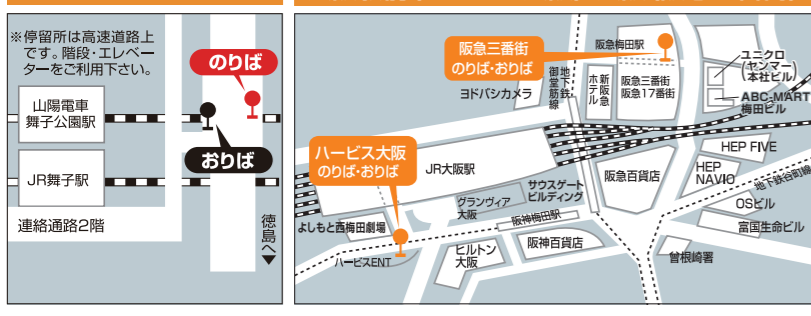 ※停留所は高速道路上
です。階段・エレベー
ターをご利用下さい。
のりば
山陽電車
舞子公園駅
おりば
JR舞子駅
連絡通路2階
徳島へ▼
阪急三番街
のりば・おりば
阪急梅田駅
ユニクロ
(ヤンマー
本社ビル)
地下鉄
御堂筋線
新阪急
ホテル
阪急三番街
阪急17番街
ヨドバシカメラ
ABC-MART
梅田ビル
ハービス大阪
のりば・おりば
HEP FIVE
JR大阪駅
阪急百貨店
HEP
NAVIO
地下鉄谷町線
サウスゲート
ビルディング
グランヴィア
大阪
OSビル
阪神梅田駅
富国生命ビル
よしもと西梅田劇場
阪神百貨店
ヒルトン
大阪
曽根崎署
ハービスENT